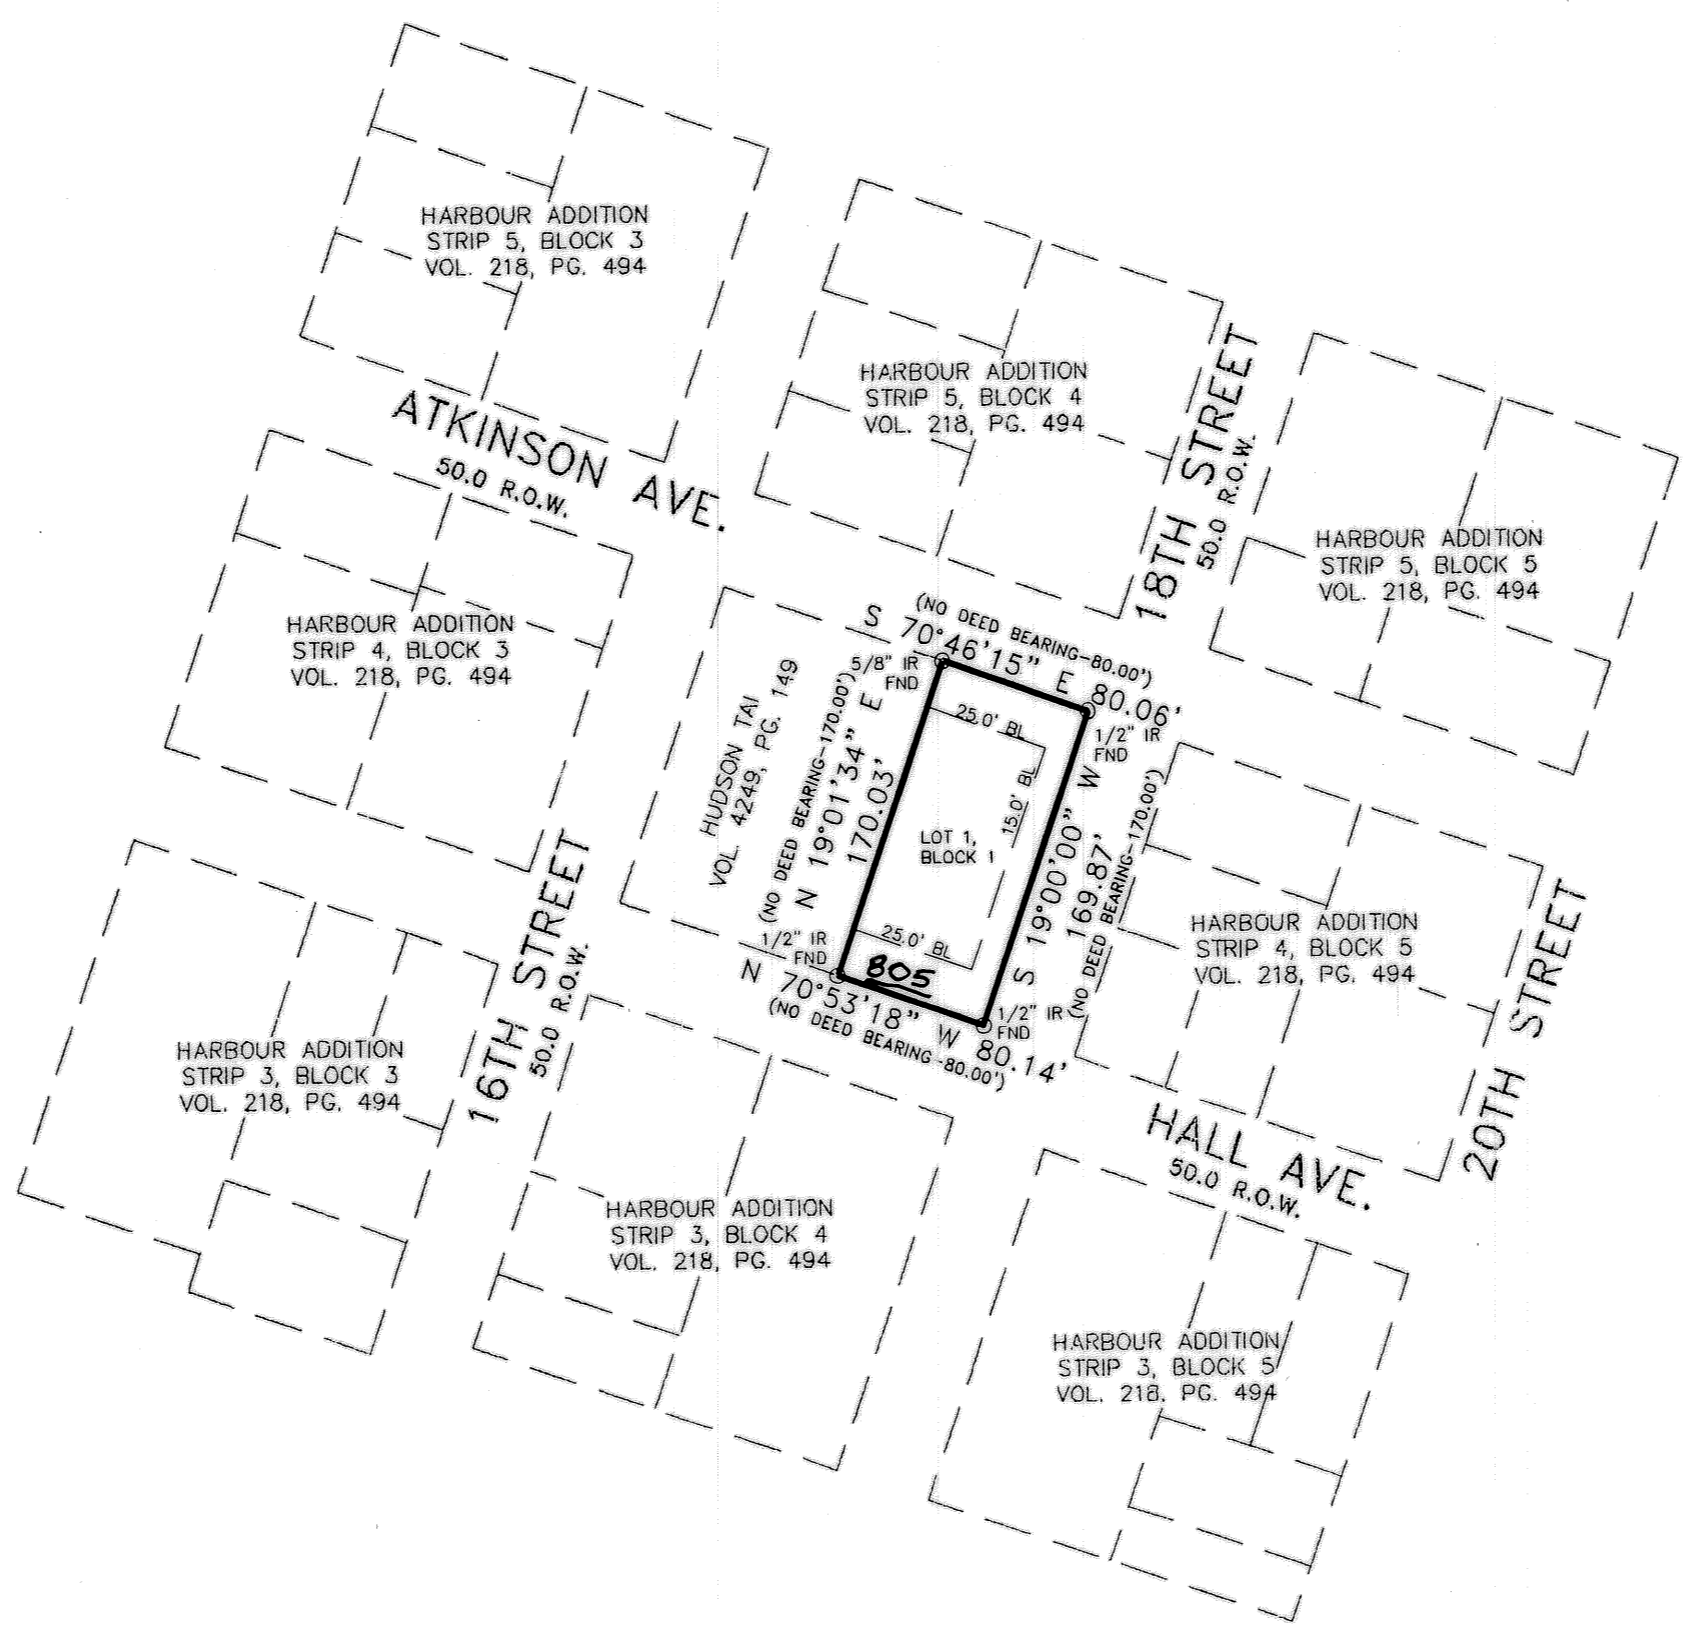 HARBOUR ADDITION
STRIP 5, BLOCK 3
VOL. 218, PG. 494
HARBOUR ADDITION
STRIP 5, BLOCK 4
VOL. 218, PG. 494
18TH STREET
50.0 R.O.W.
HARBOUR ADDITION
STRIP 5, BLOCK 5
VOL. 218, PG. 494
ATKINSON AVE.
50.0 R.O.W.
HARBOUR ADDITION
STRIP 4, BLOCK 3
VOL. 218, PG. 494
HUDSON TAI
VOL. 4249, PG. 149
(NO DEED BEARING-80.00')
S 70°46'15" E 80.06'
5/8" IR
FND
1/2" IR
FND
(NO DEED BEARING-170.00')
N 19°01'34" E
170.03'
25.0' BL
15.0' BL
LOT 1,
BLOCK 1
25.0' BL
805
S 19°00'00" W
169.87'
(NO DEED BEARING-170.00')
1/2" IR
FND
1/2" IR
FND
N 70°53'18" W 80.14'
(NO DEED BEARING-80.00')
HARBOUR ADDITION
STRIP 4, BLOCK 5
VOL. 218, PG. 494
20TH STREET
16TH STREET
50.0 R.O.W.
HARBOUR ADDITION
STRIP 3, BLOCK 3
VOL. 218, PG. 494
HALL AVE.
50.0 R.O.W.
HARBOUR ADDITION
STRIP 3, BLOCK 4
VOL. 218, PG. 494
HARBOUR ADDITION
STRIP 3, BLOCK 5
VOL. 218, PG. 494